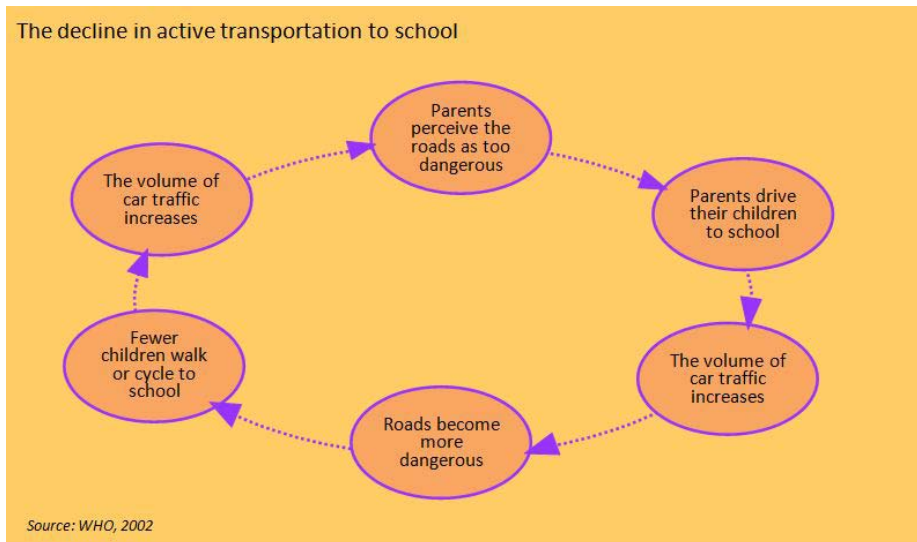 The decline in active transportation to school
Parents
perceive the
roads as too
dangerous
Parents drive
their children
to school
The volume of
car traffic
increases
Roads become
more
dangerous
Fewer
children walk
or cycle to
school
The volume of
car traffic
increases
Source: WHO, 2002